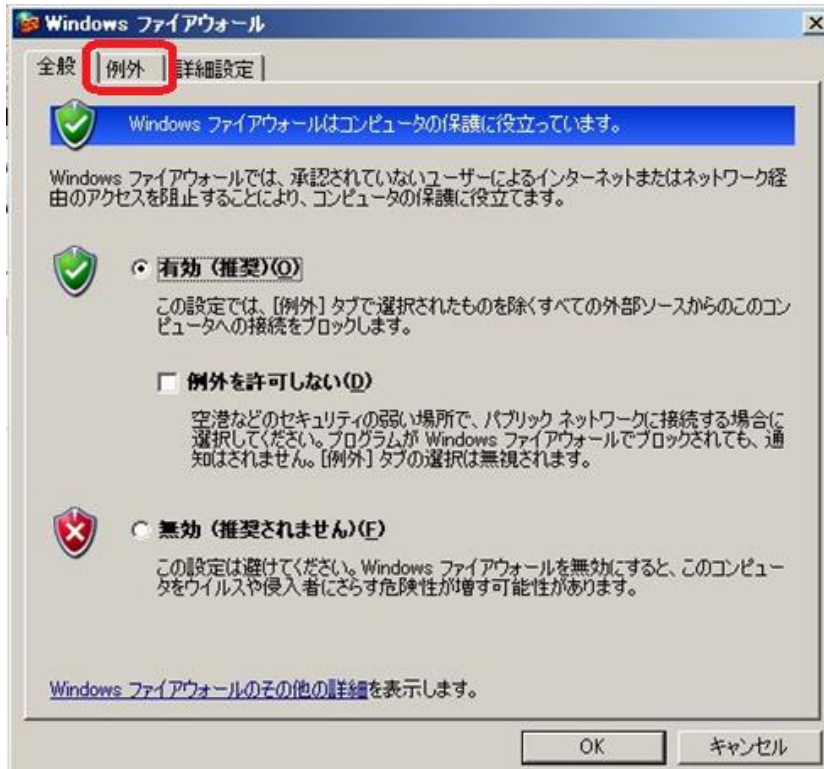 Windows ファイアウォール
全般
例外
詳細設定
Windows ファイアウォールはコンピュータの保護に役立っています。
Windows ファイアウォールでは、承認されていないユーザーによるインターネットまたはネットワーク経
由のアクセスを阻止することにより、コンピュータの保護に役立てます。
有効 (推奨)(O)
この設定では、[例外] タブで選択されたものを除くすべての外部ソースからのこのコン
ピュータへの接続をブロックします。
例外を許可しない(D)
空港などのセキュリティの弱い場所で、パブリック ネットワークに接続する場合に
選択してください。プログラムが Windows ファイアウォールでブロックされても、通
知はされません。[例外] タブの選択は無視されます。
無効 (推奨されません)(F)
この設定は避けてください。Windows ファイアウォールを無効にすると、このコンピュー
タをウイルスや侵入者にさらす危険性が増す可能性があります。
Windows ファイアウォールのその他の詳細を表示します。
OK
キャンセル